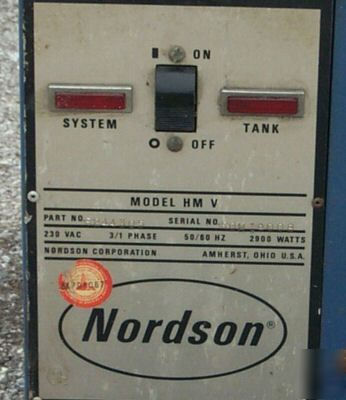 ON
SYSTEM
TANK
OFF
MODEL HM V
PART NO.
SERIAL NO.
230 VAC 3/1 PHASE 50/60 HZ 2900 WATTS
NORDSON CORPORATION AMHERST, OHIO U.S.A.
Nordson®